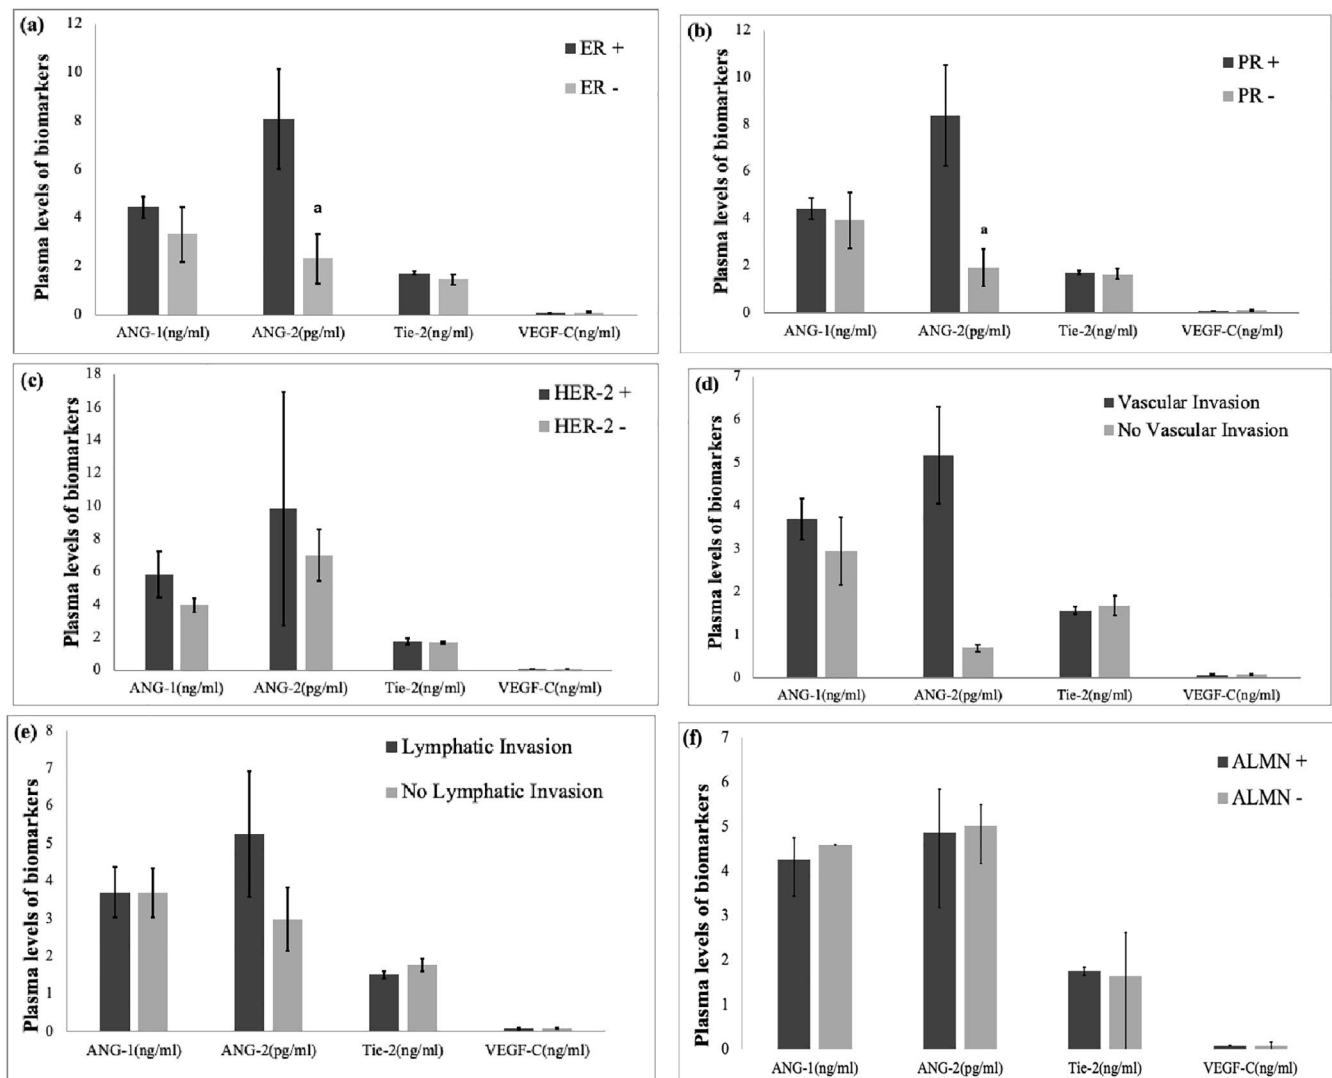 (a)
Plasma levels of biomarkers
12
10
8
6
4
2
0
ER +
ER -
a
ANG-1(ng/ml) ANG-2(pg/ml) Tie-2(ng/ml) VEGF-C(ng/ml)
(b)
Plasma levels of biomarkers
12
10
8
6
4
2
0
PR +
PR -
a
ANG-1(ng/ml) ANG-2(pg/ml) Tie-2(ng/ml) VEGF-C(ng/ml)
(c)
Plasma levels of biomarkers
18
16
14
12
10
8
6
4
2
0
HER-2 +
HER-2 -
ANG-1(ng/ml) ANG-2(pg/ml) Tie-2(ng/ml) VEGF-C(ng/ml)
(d)
Plasma levels of biomarkers
7
6
5
4
3
2
1
0
Vascular Invasion
No Vascular Invasion
ANG-1(ng/ml) ANG-2(pg/ml) Tie-2(ng/ml) VEGF-C(ng/ml)
(e)
Plasma levels of biomarkers
8
7
6
5
4
3
2
1
0
Lymphatic Invasion
No Lymphatic Invasion
ANG-1(ng/ml) ANG-2(pg/ml) Tie-2(ng/ml) VEGF-C(ng/ml)
(f)
Plasma levels of biomarkers
7
6
5
4
3
2
1
0
ALMN +
ALMN -
ANG-1(ng/ml) ANG-2(pg/ml) Tie-2(ng/ml) VEGF-C(ng/ml)